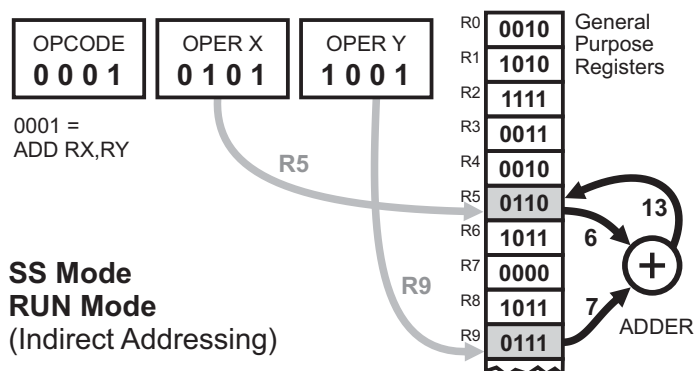 OPCODE
0 0 0 1
OPER X
0 1 0 1
OPER Y
1 0 0 1
0001 =
ADD RX,RY
R5
R9
SS Mode
RUN Mode
(Indirect Addressing)
R0 0010
R1 1010
R2 1111
R3 0011
R4 0010
R5 0110
R6 1011
R7 0000
R8 1011
R9 0111
General
Purpose
Registers
13
6
+
7
ADDER